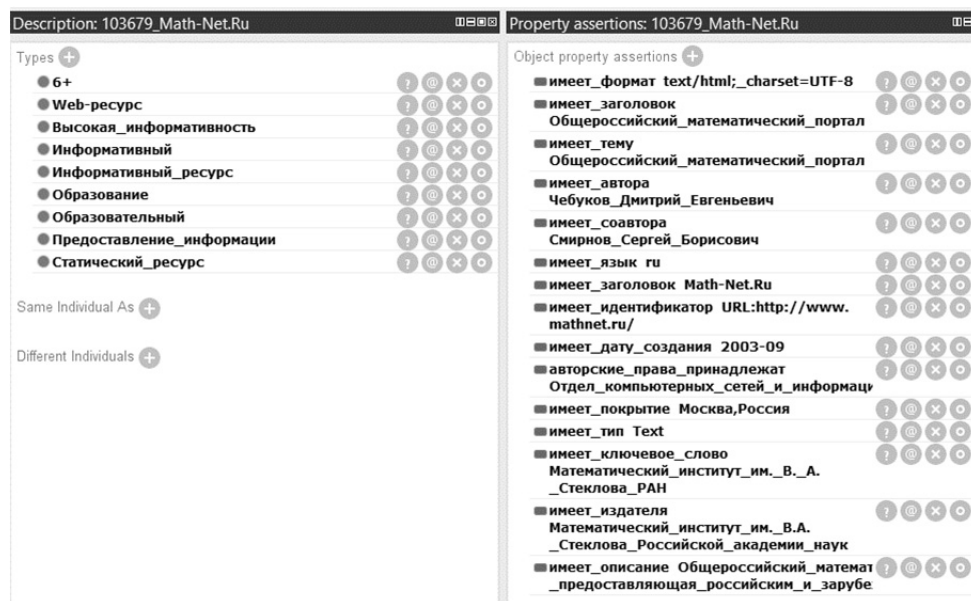 Description: 103679_Math-Net.Ru
Types
6+
Web-ресурс
Высокая_информативность
Информативный
Информативный_ресурс
Образование
Образовательный
Предоставление_информации
Статический_ресурс
Same Individual As
Different Individuals
Property assertions: 103679_Math-Net.Ru
Object property assertions
имеет_формат text/html;_charset=UTF-8
имеет_заголовок
Общероссийский_математический_портал
имеет_тему
Общероссийский_математический_портал
имеет_автора
Чебуков_Дмитрий_Евгеньевич
имеет_соавтора
Смирнов_Сергей_Борисович
имеет_язык ru
имеет_заголовок Math-Net.Ru
имеет_идентификатор URL:http://www.
mathnet.ru/
имеет_дату_создания 2003-09
авторские_права_принадлежат
Отдел_компьютерных_сетей_и_информаци
имеет_покрытие Москва,Россия
имеет_тип Text
имеет_ключевое_слово
Математический_институт_им._В._А.
_Стеклова_РАН
имеет_издателя
Математический_институт_им._В.А.
_Стеклова_Российской_академии_наук
имеет_описание Общероссийский_математ
_предоставляющая_российским_и_зарубе